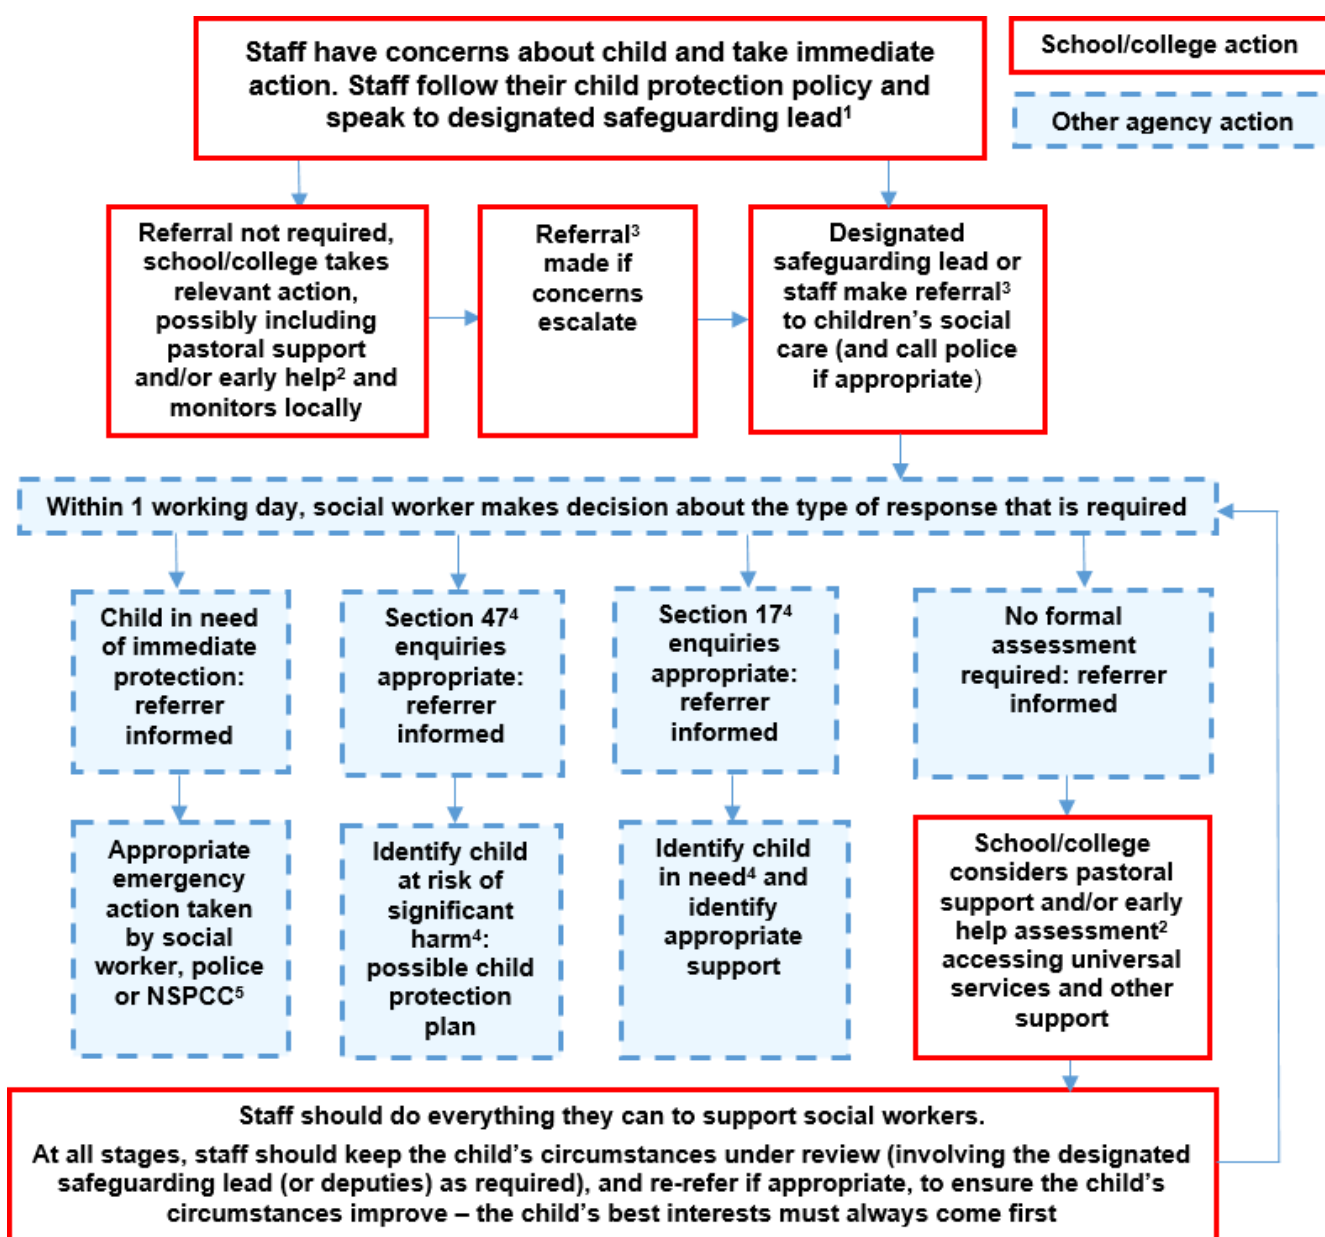 Staff have concerns about child and take immediate
action. Staff follow their child protection policy and
speak to designated safeguarding lead¹
School/college action
Other agency action
Referral not required,
school/college takes
relevant action,
possibly including
pastoral support
and/or early help² and
monitors locally
Referral³
made if
concerns
escalate
Designated
safeguarding lead or
staff make referral³
to children’s social
care (and call police
if appropriate)
Within 1 working day, social worker makes decision about the type of response that is required
Child in need
of immediate
protection:
referrer
informed
Section 47⁴
enquiries
appropriate:
referrer
informed
Section 17⁴
enquiries
appropriate:
referrer
informed
No formal
assessment
required: referrer
informed
Appropriate
emergency
action taken
by social
worker, police
or NSPCC⁵
Identify child
at risk of
significant
harm⁴:
possible child
protection
plan
Identify child
in need⁴ and
identify
appropriate
support
School/college
considers pastoral
support and/or early
help assessment²
accessing universal
services and other
support
Staff should do everything they can to support social workers.
At all stages, staff should keep the child’s circumstances under review (involving the designated
safeguarding lead (or deputies) as required), and re-refer if appropriate, to ensure the child’s
circumstances improve – the child’s best interests must always come first